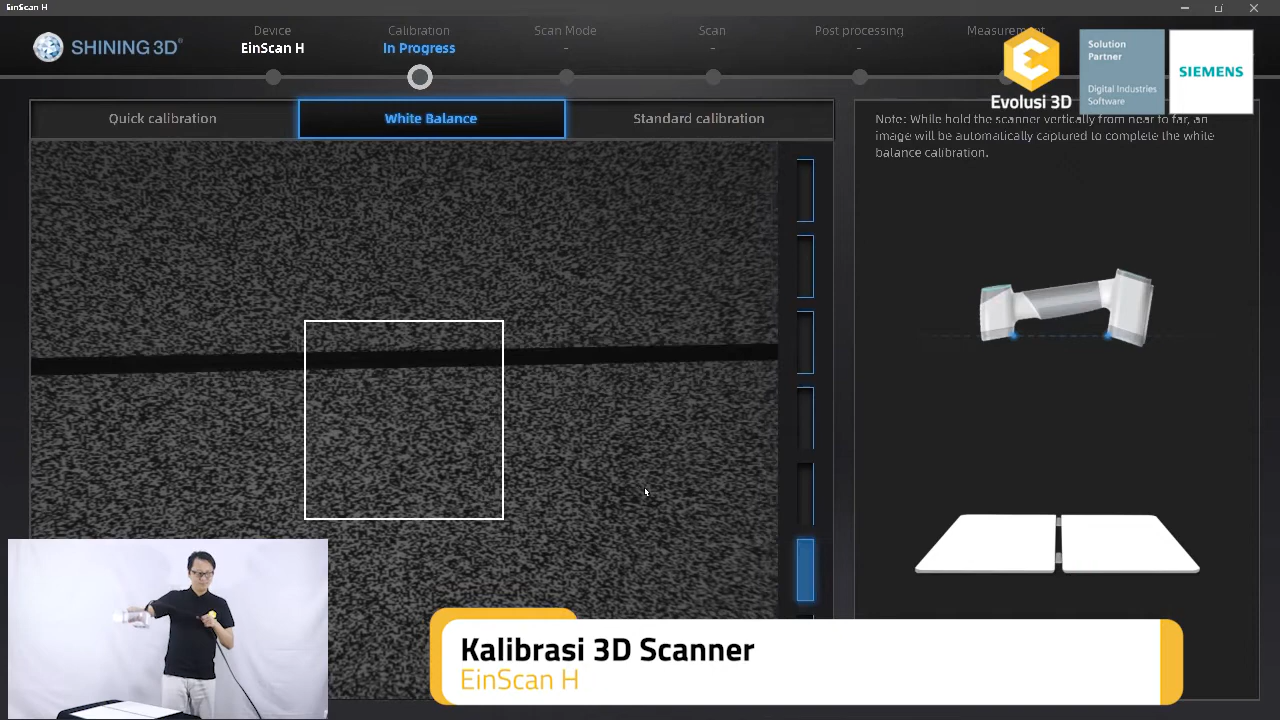 EinScan H
SHINING 3D®
Device
EinScan H
Calibration
In Progress
Scan Mode
-
Scan
-
Post processing
-
Evolusi 3D
Solution
Partner
Digital Industries
Software
SIEMENS
Quick calibration
White Balance
Standard calibration
Note: While hold the scanner vertically from near to far, an
image will be automatically captured to complete the white
balance calibration.
Kalibrasi 3D Scanner
EinScan H